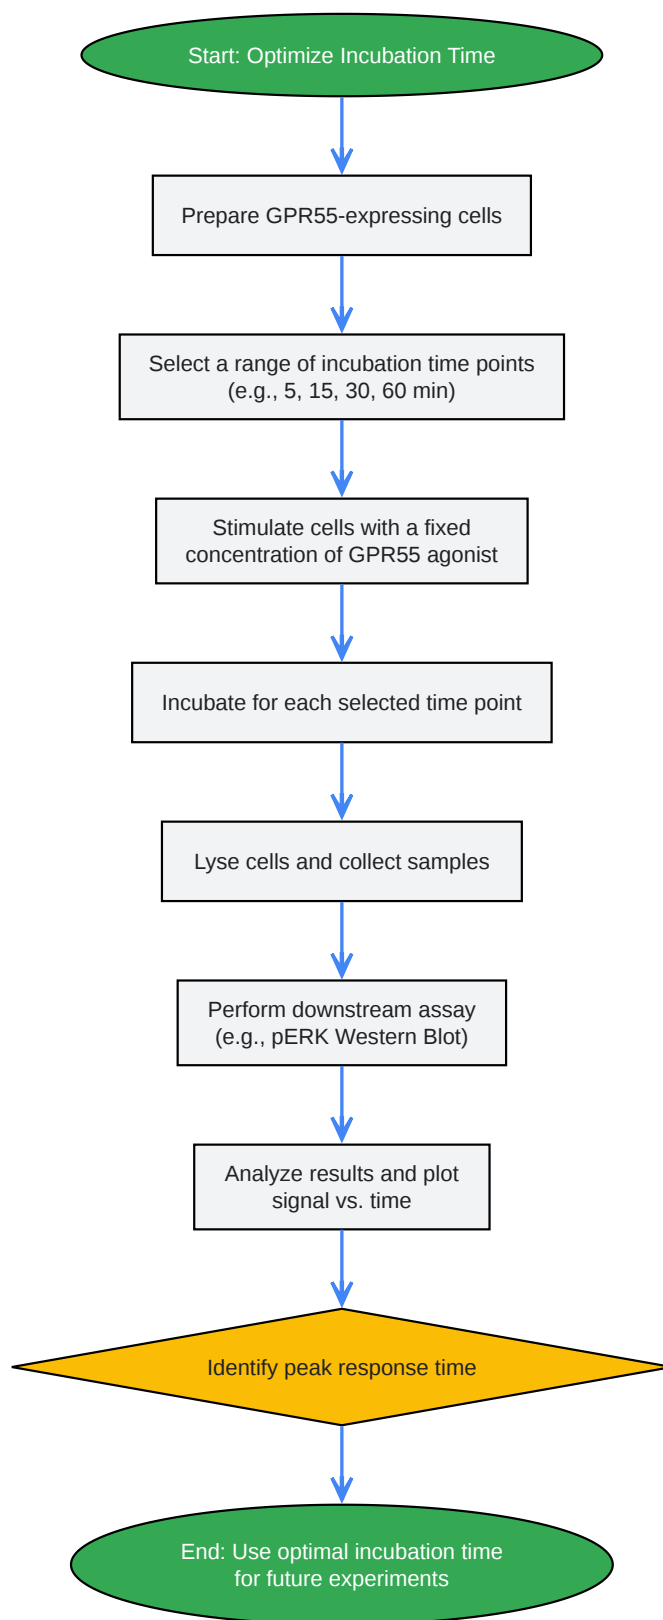 Start: Optimize Incubation Time
Prepare GPR55-expressing cells
Select a range of incubation time points
(e.g., 5, 15, 30, 60 min)
Stimulate cells with a fixed
concentration of GPR55 agonist
Incubate for each selected time point
Lyse cells and collect samples
Perform downstream assay
(e.g., pERK Western Blot)
Analyze results and plot
signal vs. time
Identify peak response time
End: Use optimal incubation time
for future experiments